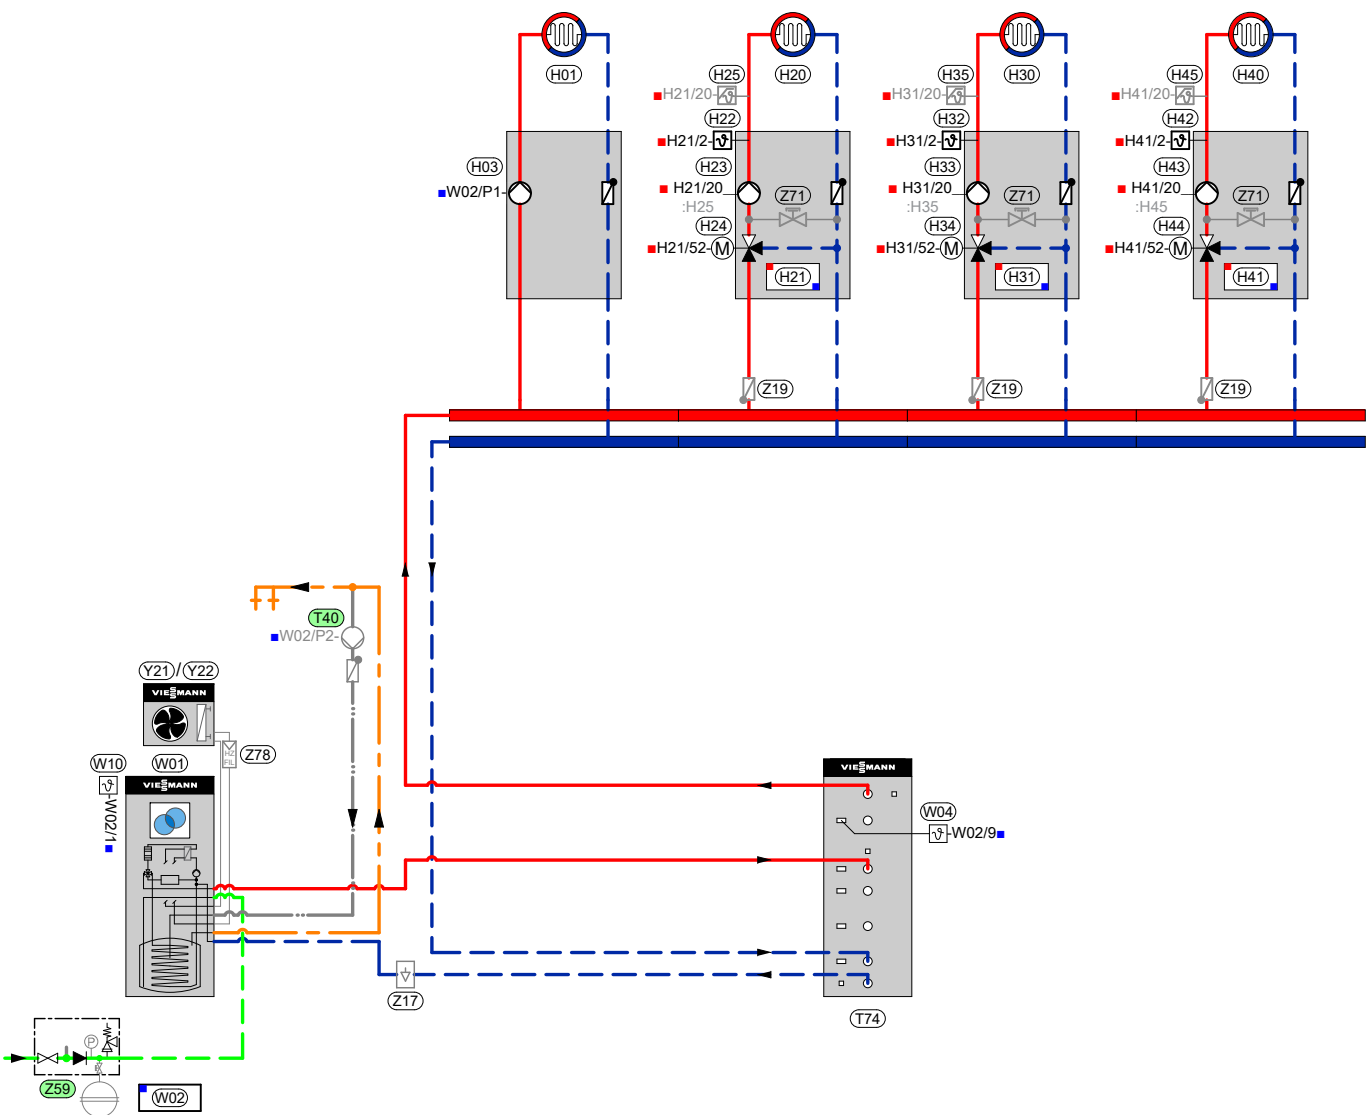 H01
H25
H20
H35
H30
H45
H40
H21/20
H31/20
H41/20
H22
H32
H42
H21/2
H31/2
H41/2
H03
H23
H33
H43
W02/P1
H21/20
:H25
Z71
H31/20
:H35
Z71
H41/20
:H45
Z71
H24
H34
H44
H21/52 M
H31/52 M
H41/52 M
H21
H31
H41
Z19
Z19
Z19
T40
W02/P2
Y21 / Y22
VIESSMANN
Z78
HZ
FIL
W10
W01
VIESSMANN
W02/1
VIESSMANN
W04
W02/9
Z17
T74
P
Z59
W02